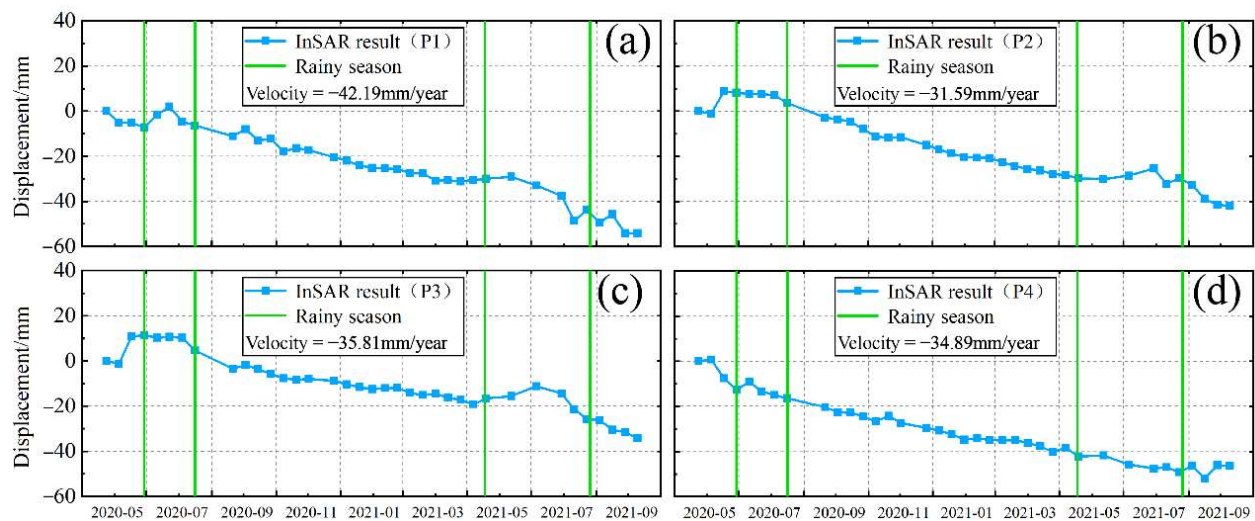 40
20
0
−20
−40
−60
Displacement/mm
InSAR result（P1）
Rainy season
Velocity = −42.19mm/year
(a)
InSAR result（P2）
Rainy season
Velocity = −31.59mm/year
(b)
40
20
0
−20
−40
−60
Displacement/mm
InSAR result（P3）
Rainy season
Velocity = −35.81mm/year
(c)
InSAR result（P4）
Rainy season
Velocity = −34.89mm/year
(d)
2020-05 2020-07 2020-09 2020-11 2021-01 2021-03 2021-05 2021-07 2021-09
2020-05 2020-07 2020-09 2020-11 2021-01 2021-03 2021-05 2021-07 2021-09